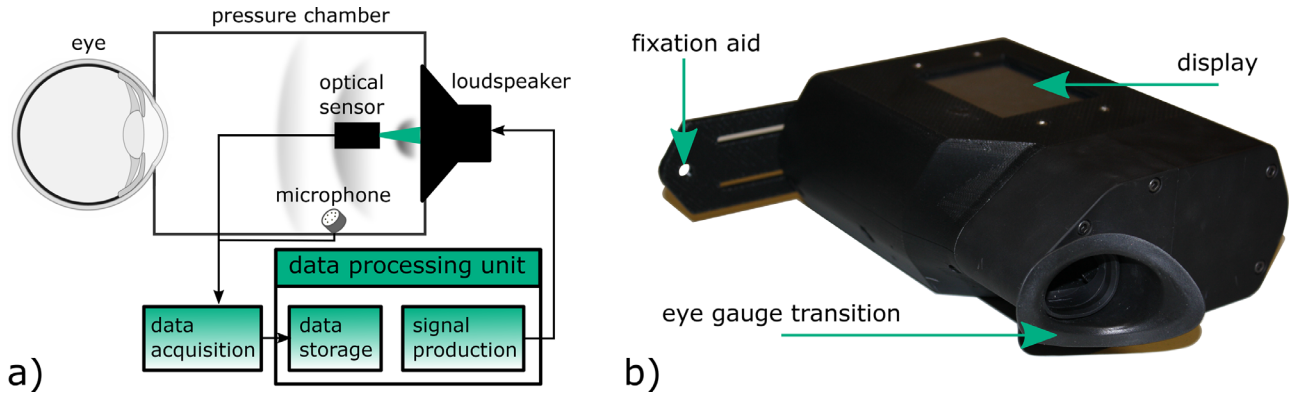 pressure chamber
eye
optical
sensor
loudspeaker
microphone
data processing unit
data
acquisition
data
storage
signal
production
a)
fixation aid
display
eye gauge transition
b)